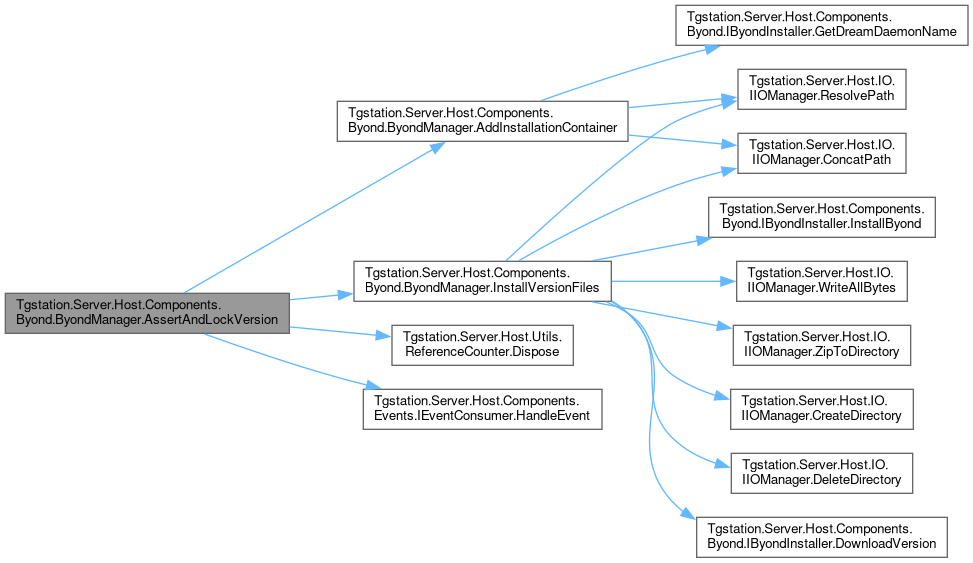 Tgstation.Server.Host.Components.
Byond.ByondManager.AssertAndLockVersion
Tgstation.Server.Host.Components.
Byond.ByondManager.AddInstallationContainer
Tgstation.Server.Host.Components.
Byond.IByondInstaller.GetDreamDaemonName
Tgstation.Server.Host.IO.
IIOManager.ResolvePath
Tgstation.Server.Host.IO.
IIOManager.ConcatPath
Tgstation.Server.Host.Components.
Byond.ByondManager.InstallVersionFiles
Tgstation.Server.Host.Components.
Byond.IByondInstaller.InstallByond
Tgstation.Server.Host.IO.
IIOManager.WriteAllBytes
Tgstation.Server.Host.IO.
IIOManager.ZipToDirectory
Tgstation.Server.Host.IO.
IIOManager.CreateDirectory
Tgstation.Server.Host.IO.
IIOManager.DeleteDirectory
Tgstation.Server.Host.Components.
Byond.IByondInstaller.DownloadVersion
Tgstation.Server.Host.Utils.
ReferenceCounter.Dispose
Tgstation.Server.Host.Components.
Events.IEventConsumer.HandleEvent